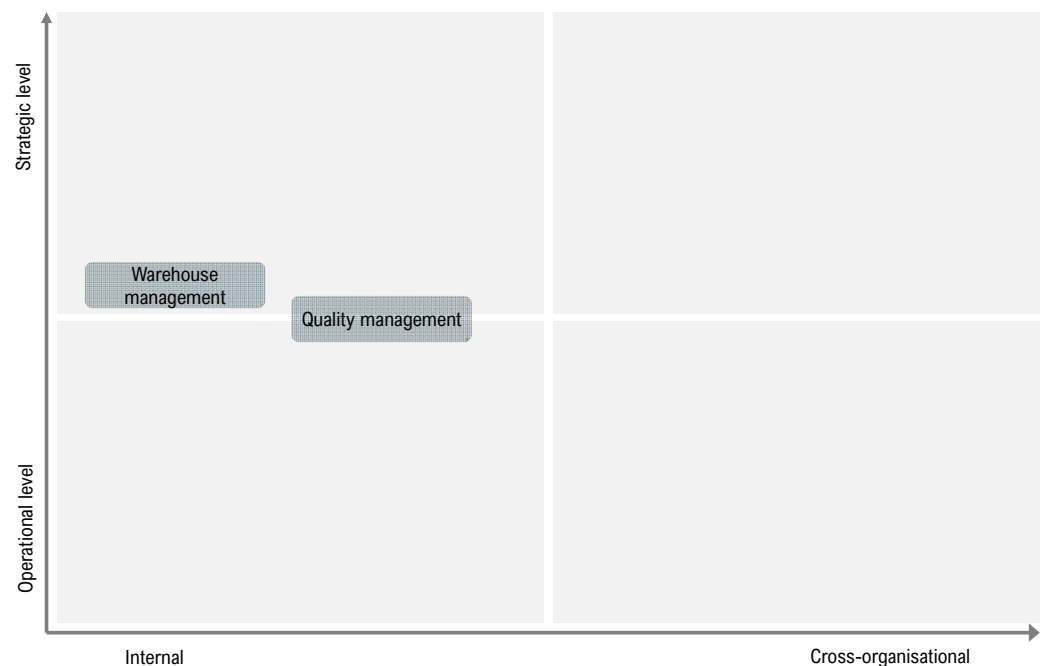 Strategic level
Warehouse
management
Quality management
Operational level
Internal
Cross-organisational